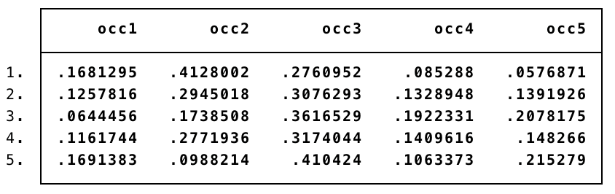 occ1 occ2 occ3 occ4 occ5
1. .1681295 .4128002 .2760952 .085288 .0576871
2. .1257816 .2945018 .3076293 .1328948 .1391926
3. .0644456 .1738508 .3616529 .1922331 .2078175
4. .1161744 .2771936 .3174044 .1409616 .148266
5. .1691383 .0988214 .410424 .1063373 .215279